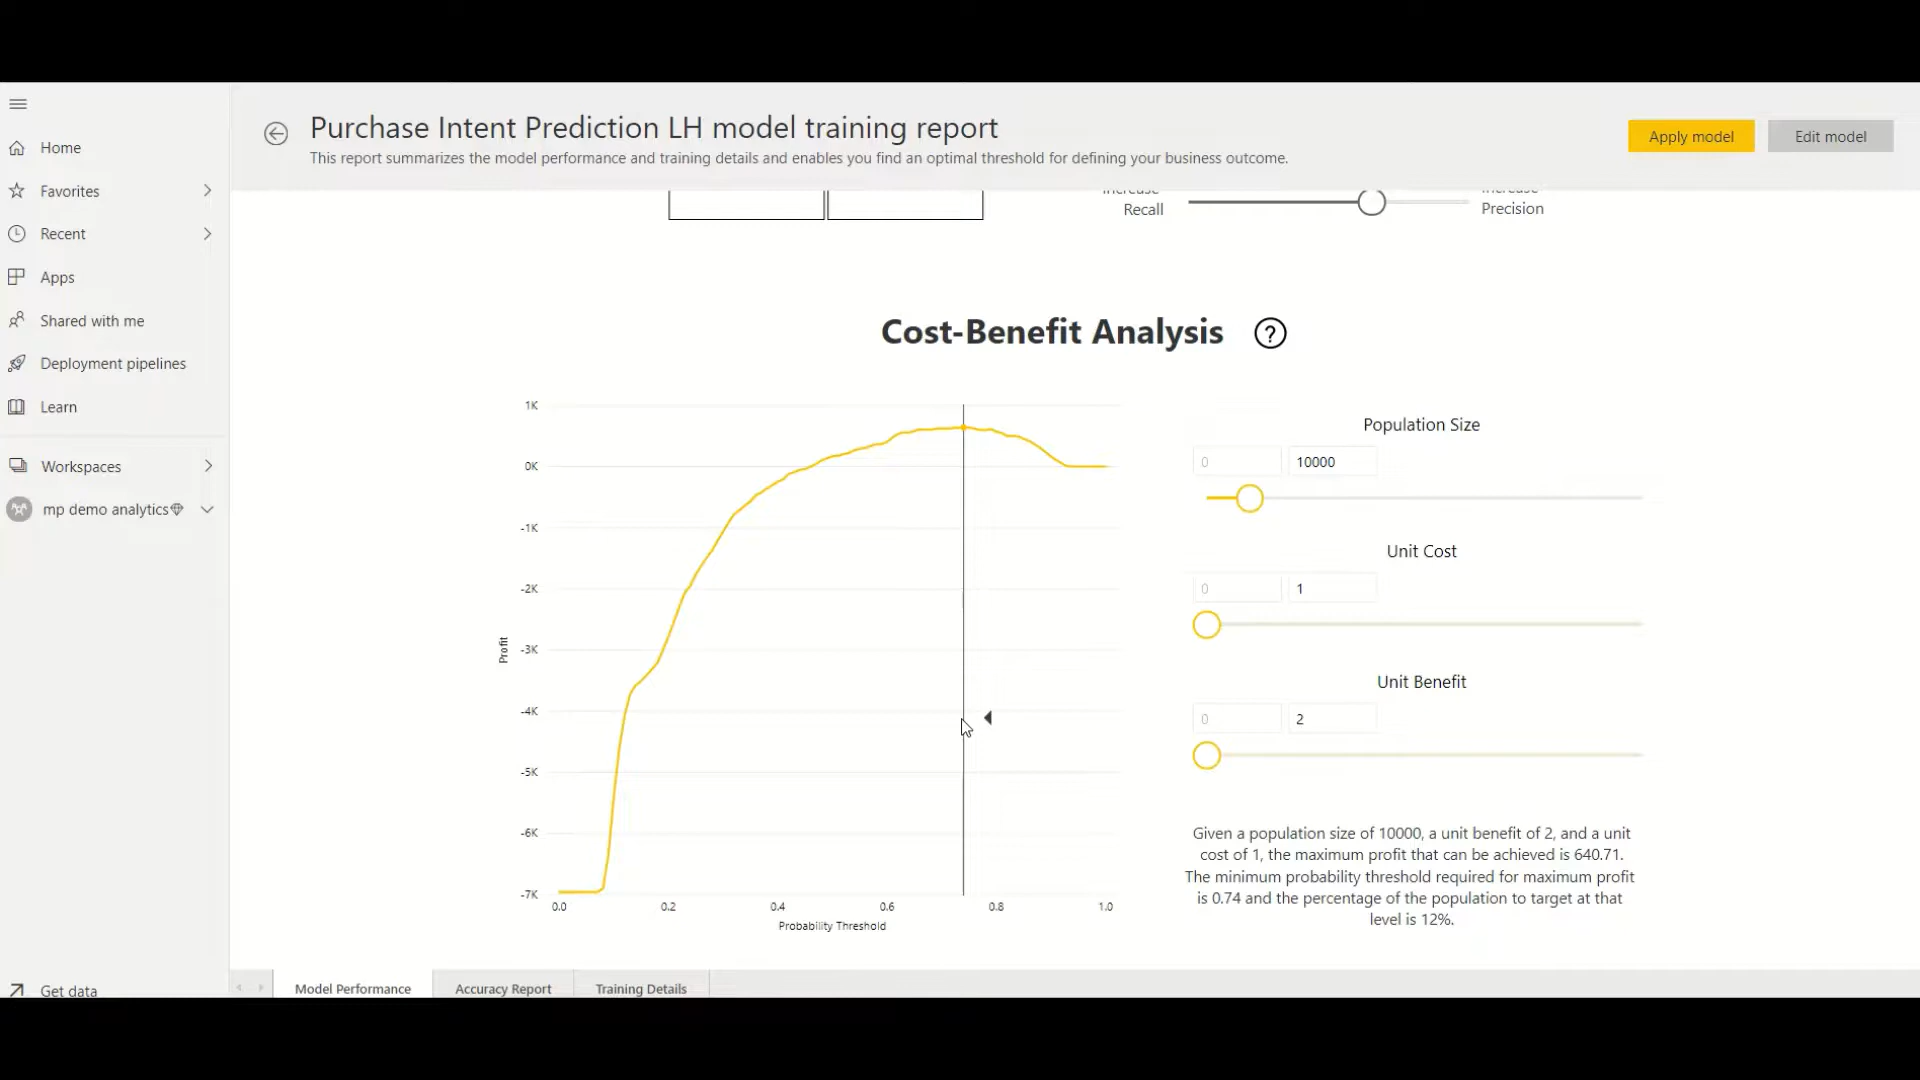 Purchase Intent Prediction LH model training report
This report summarizes the model performance and training details and enables you find an optimal threshold for defining your business outcome.
Apply model
Edit model
Home
Favorites
Recent
Apps
Shared with me
Deployment pipelines
Learn
Workspaces
mp demo analytics
Get data
Increase
Recall
Increase
Precision
Cost-Benefit Analysis ?
1K
0K
-1K
-2K
-3K
-4K
-5K
-6K
-7K
Profit
0.0 0.2 0.4 0.6 0.8 1.0
Probability Threshold
Population Size
0 10000
Unit Cost
0 1
Unit Benefit
0 2
Given a population size of 10000, a unit benefit of 2, and a unit
cost of 1, the maximum profit that can be achieved is 640.71.
The minimum probability threshold required for maximum profit
is 0.74 and the percentage of the population to target at that
level is 12%.
Model Performance
Accuracy Report
Training Details